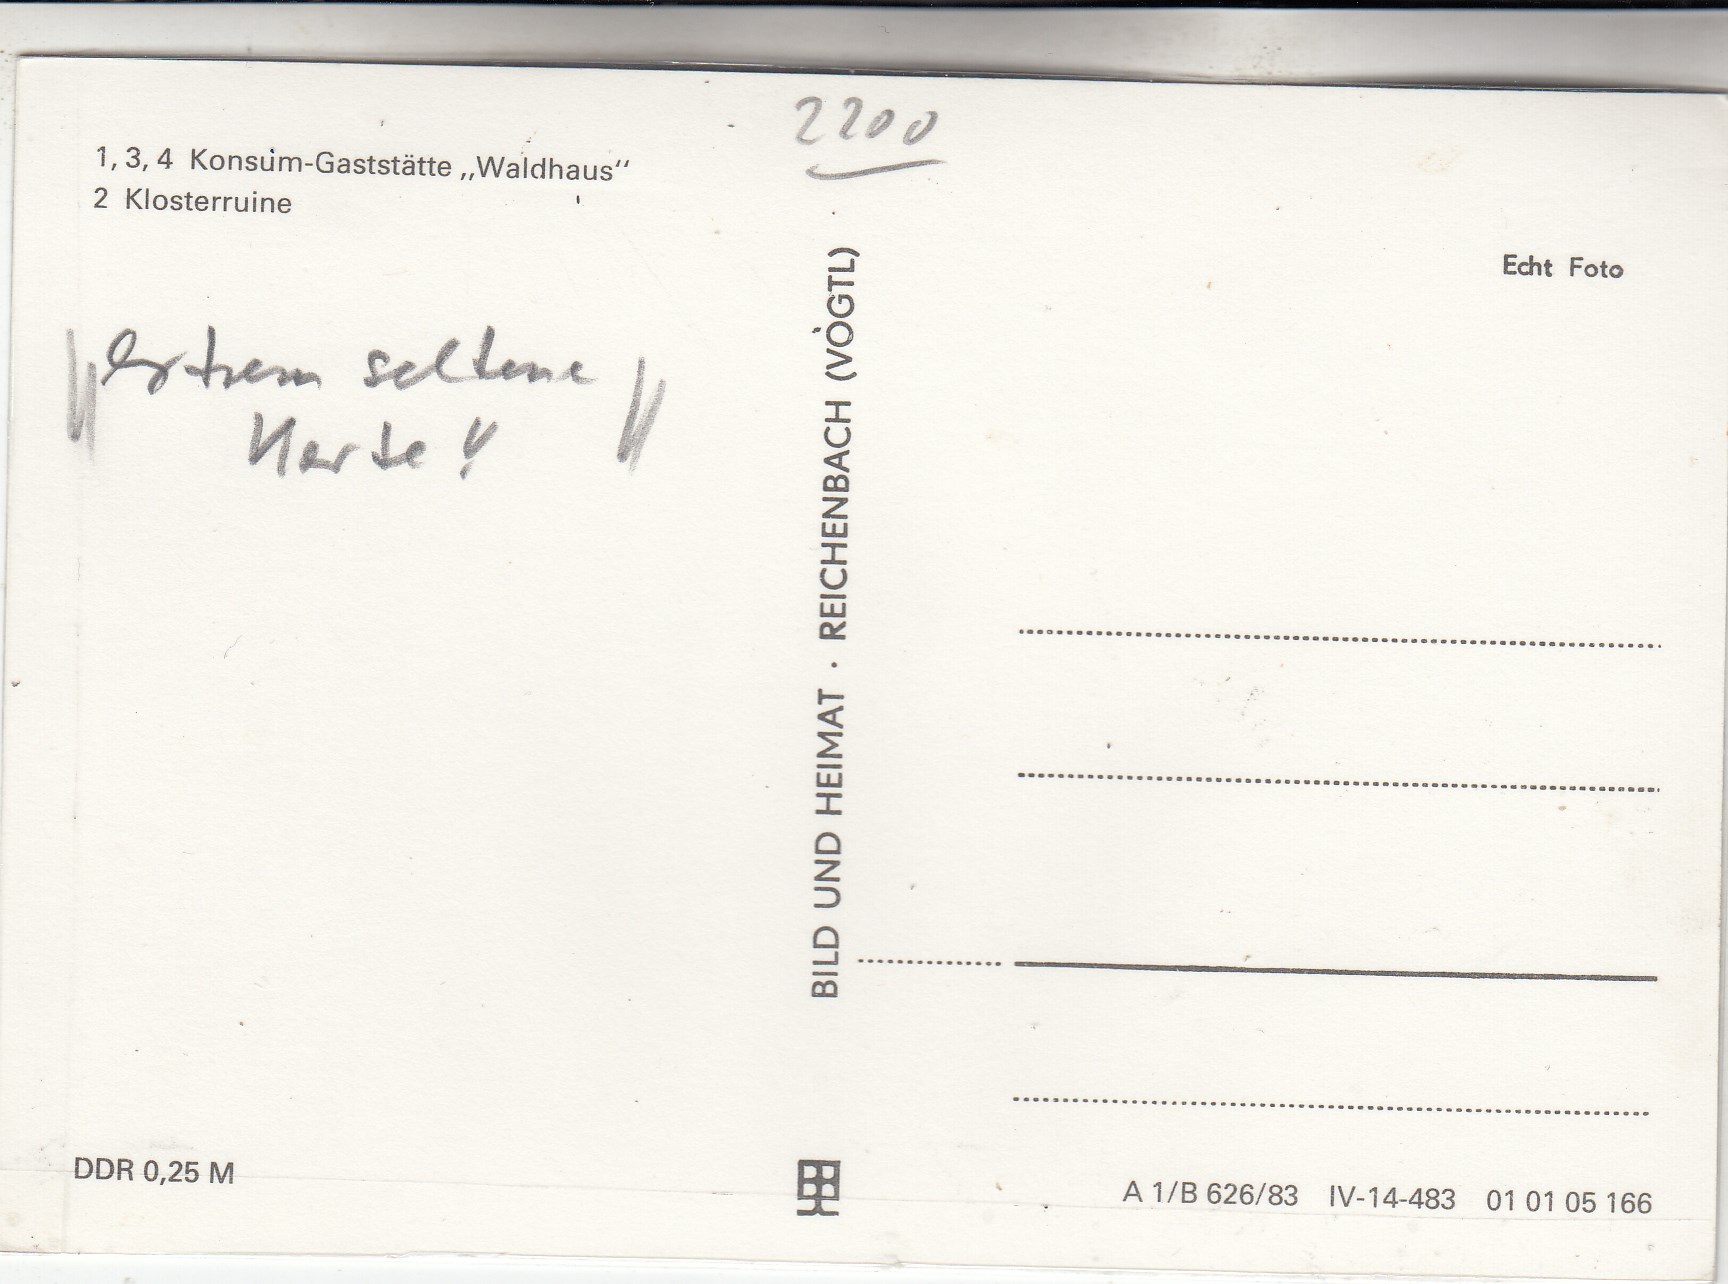 2200
1, 3, 4 Konsum-Gaststätte „Waldhaus“
2 Klosterruine
Echt Foto
Extrem seltene
Karte!!
BILD UND HEIMAT · REICHENBACH (VOGTL)
DDR 0,25 M
A 1/B 626/83 IV-14-483 01 01 05 166